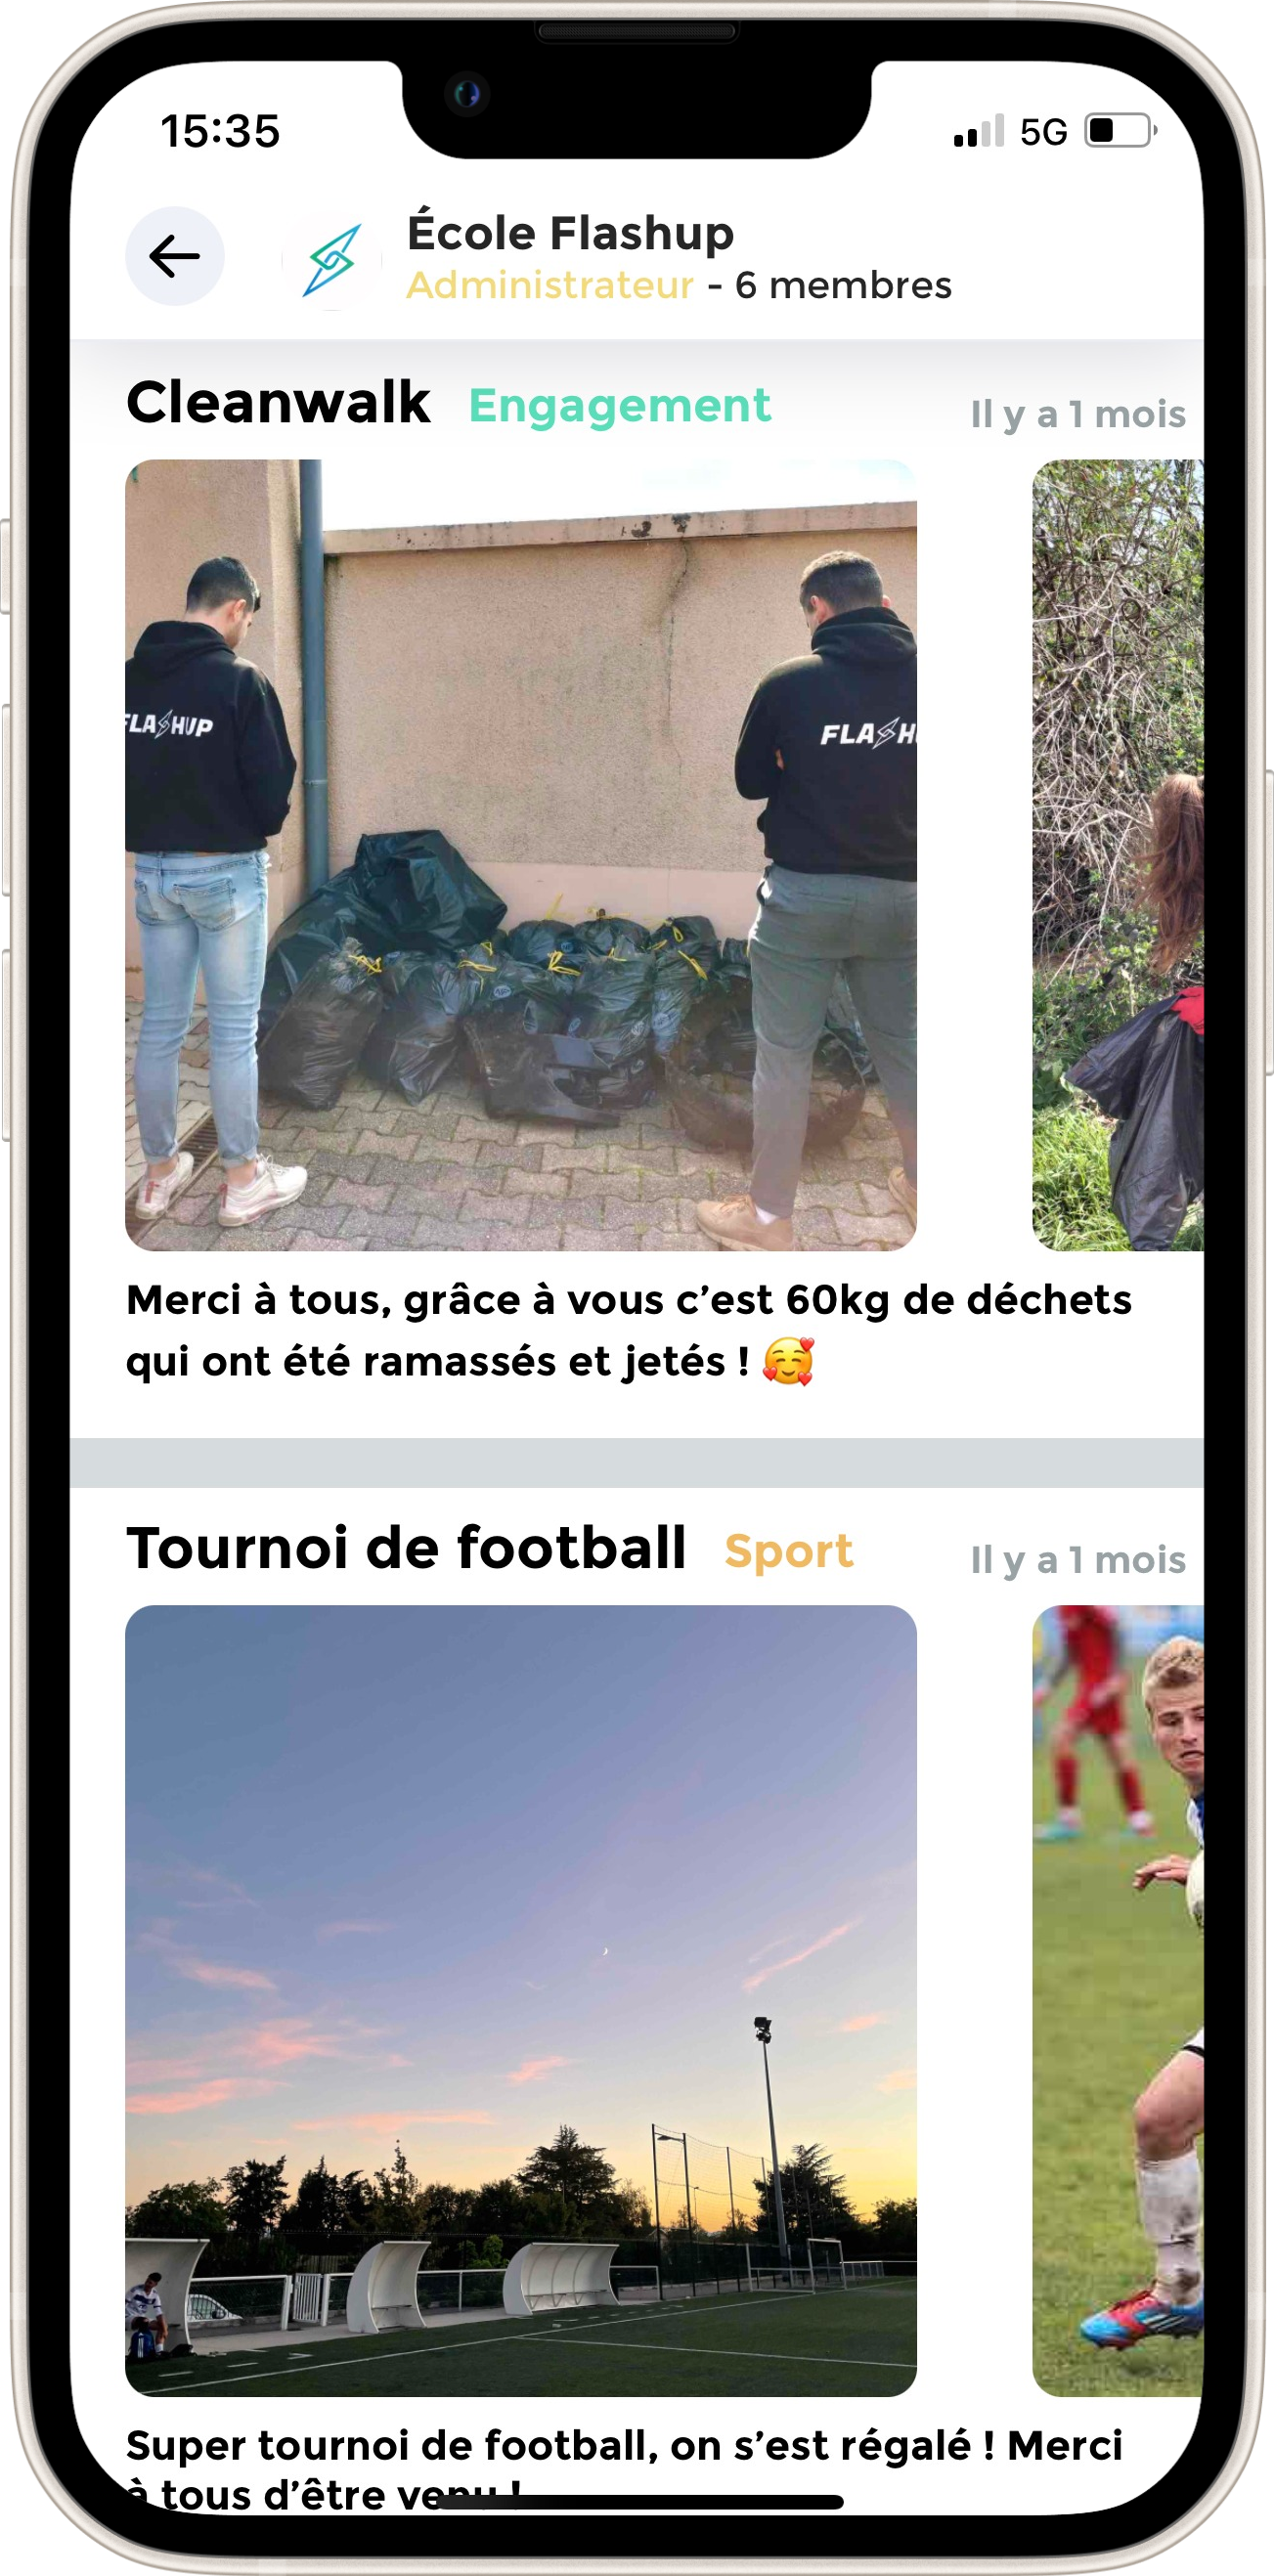 15:35
5G
École Flashup
Administrateur - 6 membres
Cleanwalk Engagement Il y a 1 mois
FLASHUP
FLASH
Merci à tous, grâce à vous c’est 60kg de déchets
qui ont été ramassés et jetés ! 🥰
Tournoi de football Sport Il y a 1 mois
Super tournoi de football, on s’est régalé ! Merci
à tous d’être venu !